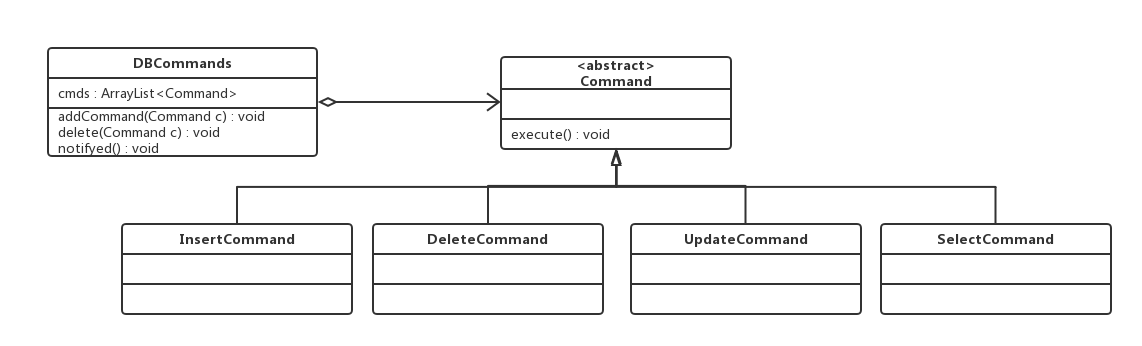 DBCommands
cmds : ArrayList<Command>
addCommand(Command c) : void
delete(Command c) : void
notifyed() : void
<abstract>
Command
execute() : void
InsertCommand
DeleteCommand
UpdateCommand
SelectCommand